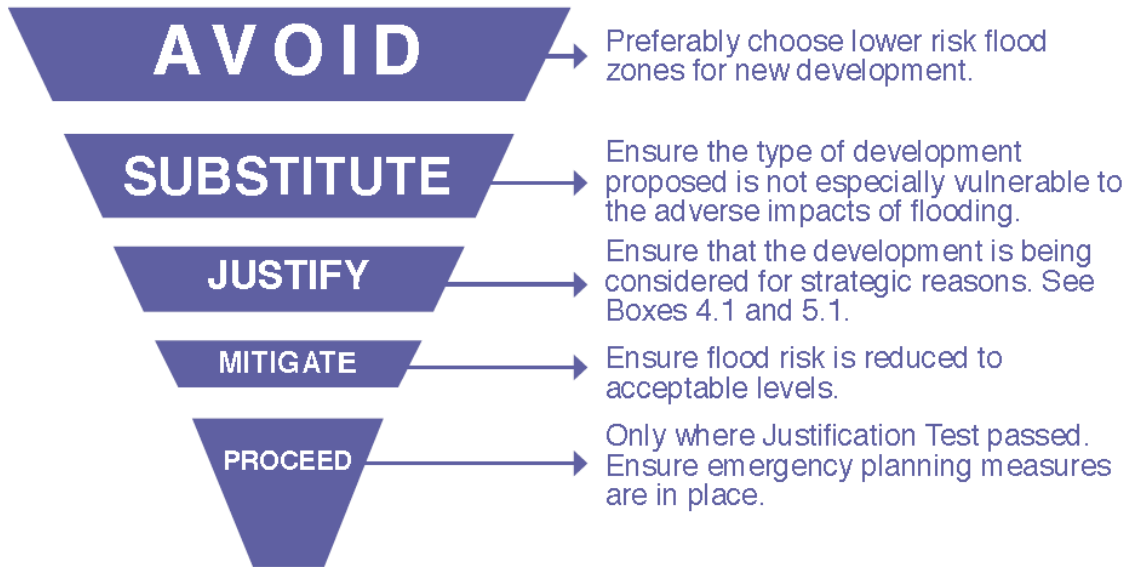 AVOID
Preferably choose lower risk flood
zones for new development.
SUBSTITUTE
Ensure the type of development
proposed is not especially vulnerable to
the adverse impacts of flooding.
JUSTIFY
Ensure that the development is being
considered for strategic reasons. See
Boxes 4.1 and 5.1.
MITIGATE
Ensure flood risk is reduced to
acceptable levels.
PROCEED
Only where Justification Test passed.
Ensure emergency planning measures
are in place.